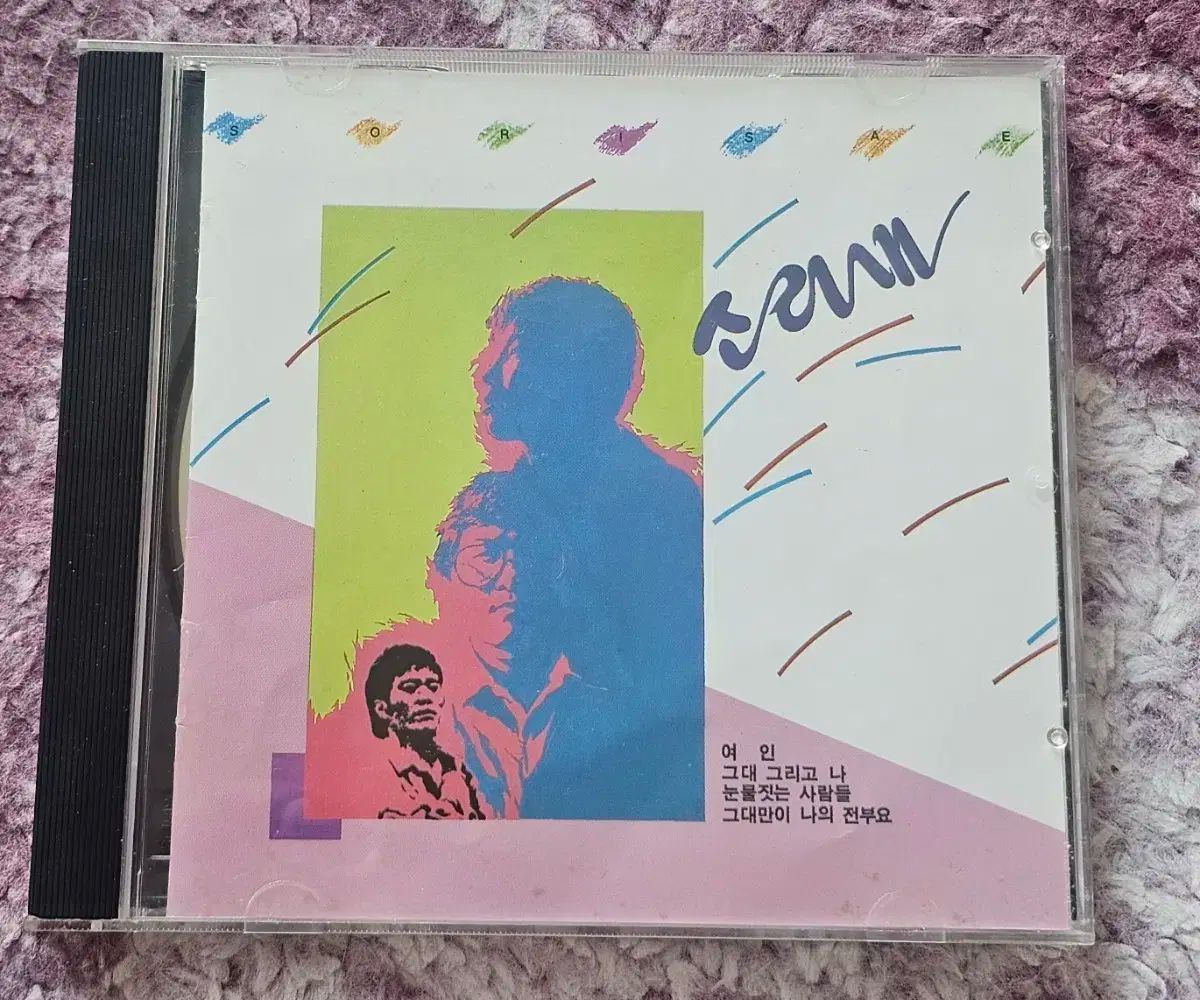 SORISAE
소리새
여 인
그대 그리고 나
눈물짓는 사람들
그대만이 나의 전부요